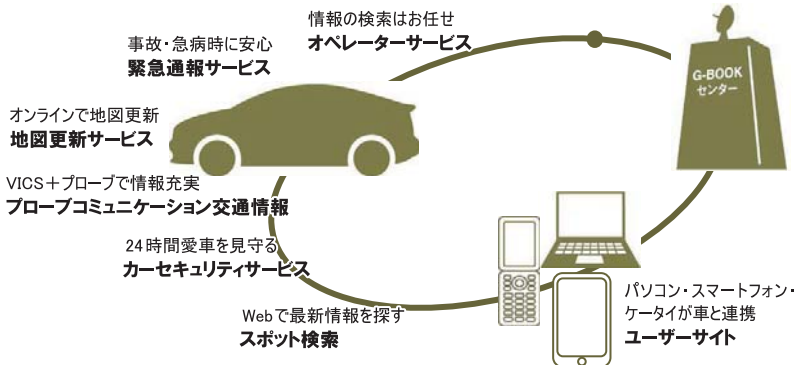 情報の検索はお任せ
オペレーターサービス
事故・急病時に安心
緊急通報サービス
G-BOOK
センター
オンラインで地図更新
地図更新サービス
VICS＋プローブで情報充実
プローブコミュニケーション交通情報
24時間愛車を見守る
カーセキュリティサービス
Webで最新情報を探す
スポット検索
パソコン・スマートフォン・
ケータイが車と連携
ユーザーサイト